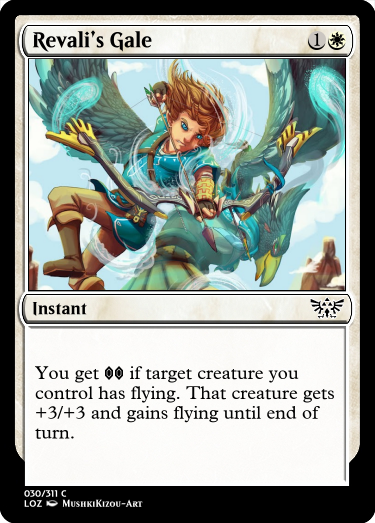 Revali's Gale
1
Instant
You get if target creature you
control has flying. That creature gets
+3/+3 and gains flying until end of
turn.
030/311 C
LOZ MushkiKizou-Art